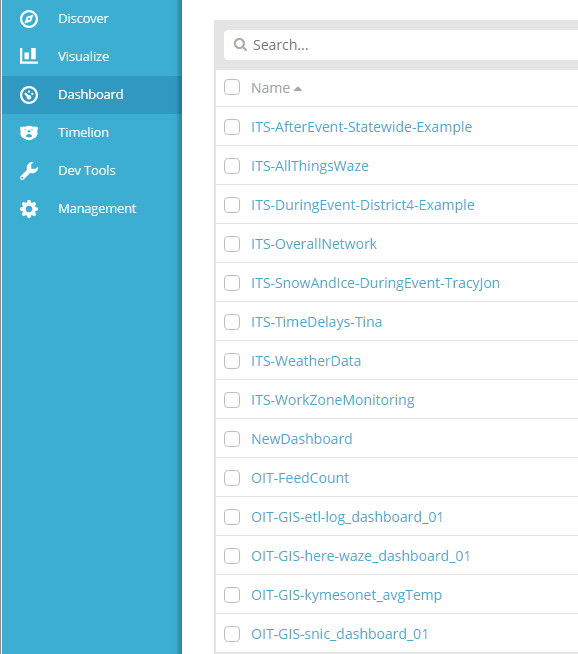 Discover
Visualize
Dashboard
Timelion
Dev Tools
Management
Search...
Name
ITS-AfterEvent-Statewide-Example
ITS-AllThingsWaze
ITS-DuringEvent-District4-Example
ITS-OverallNetwork
ITS-SnowAndIce-DuringEvent-TracyJon
ITS-TimeDelays-Tina
ITS-WeatherData
ITS-WorkZoneMonitoring
NewDashboard
OIT-FeedCount
OIT-GIS-etl-log_dashboard_01
OIT-GIS-here-waze_dashboard_01
OIT-GIS-kymesonet_avgTemp
OIT-GIS-snic_dashboard_01